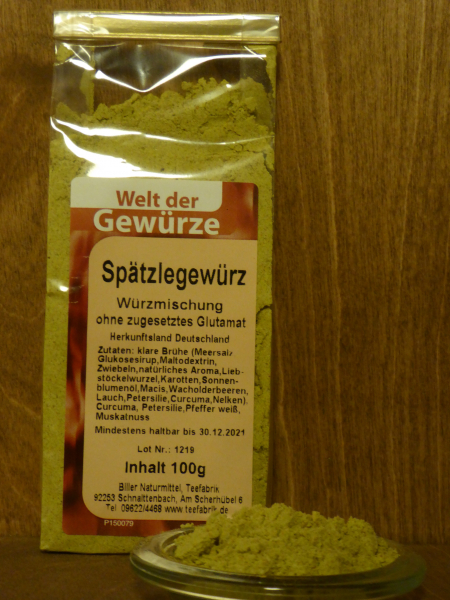 Welt der
Gewürze
Spätzlegewürz
Würzmischung
ohne zugesetztes Glutamat
Herkunftsland Deutschland
Zutaten: klare Brühe (Meersalz,
Glukosesirup,Maltodextrin,
Zwiebeln,natürliches Aroma,Lieb-
stöckelwurzel,Karotten,Sonnen-
blumenöl,Macis,Wacholderbeeren,
Lauch,Petersilie,Curcuma,Nelken),
Curcuma, Petersilie,Pfeffer weiß,
Muskatnuss
Mindestens haltbar bis 30.12.2021
Lot Nr.: 1219
Inhalt 100g
Biller Naturmittel, Teefabrik
92253 Schnaittenbach, Am Scherhübel 6
Tel. 09622/4468 www.teefabrik.de
P150079